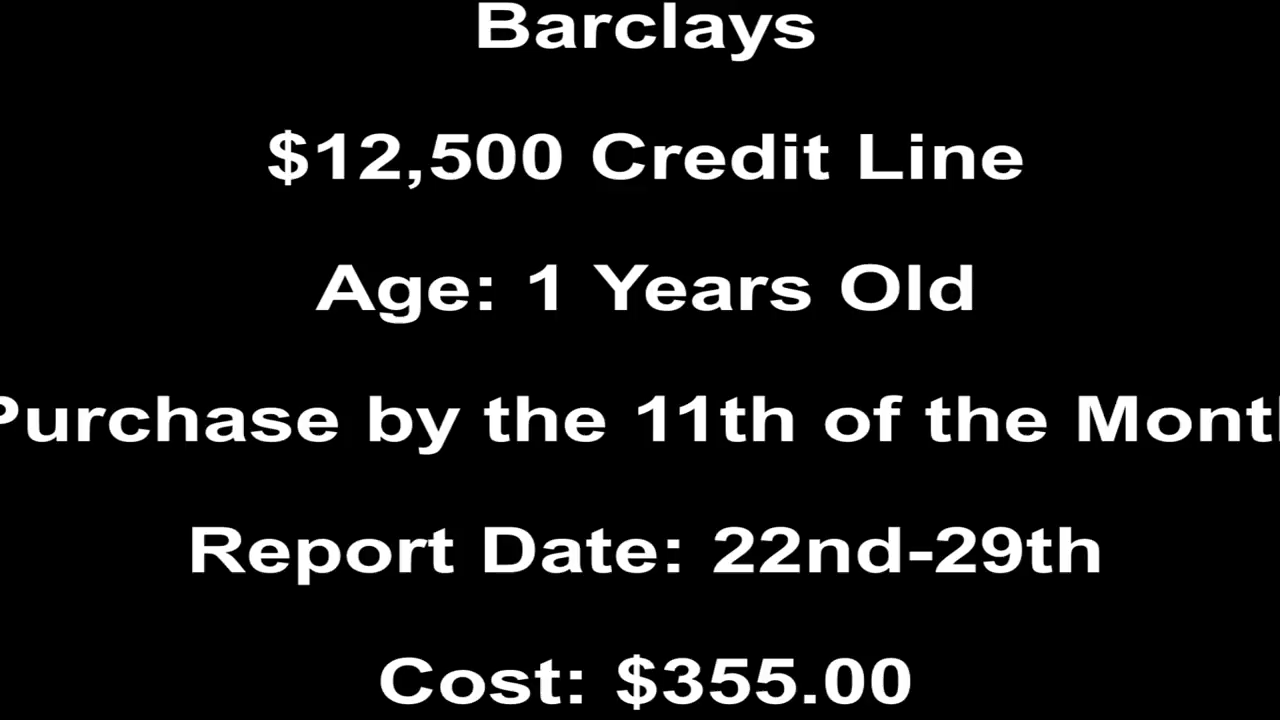 Barclays
$12,500 Credit Line
Age: 1 Years Old
Purchase by the 11th of the Month
Report Date: 22nd-29th
Cost: $355.00